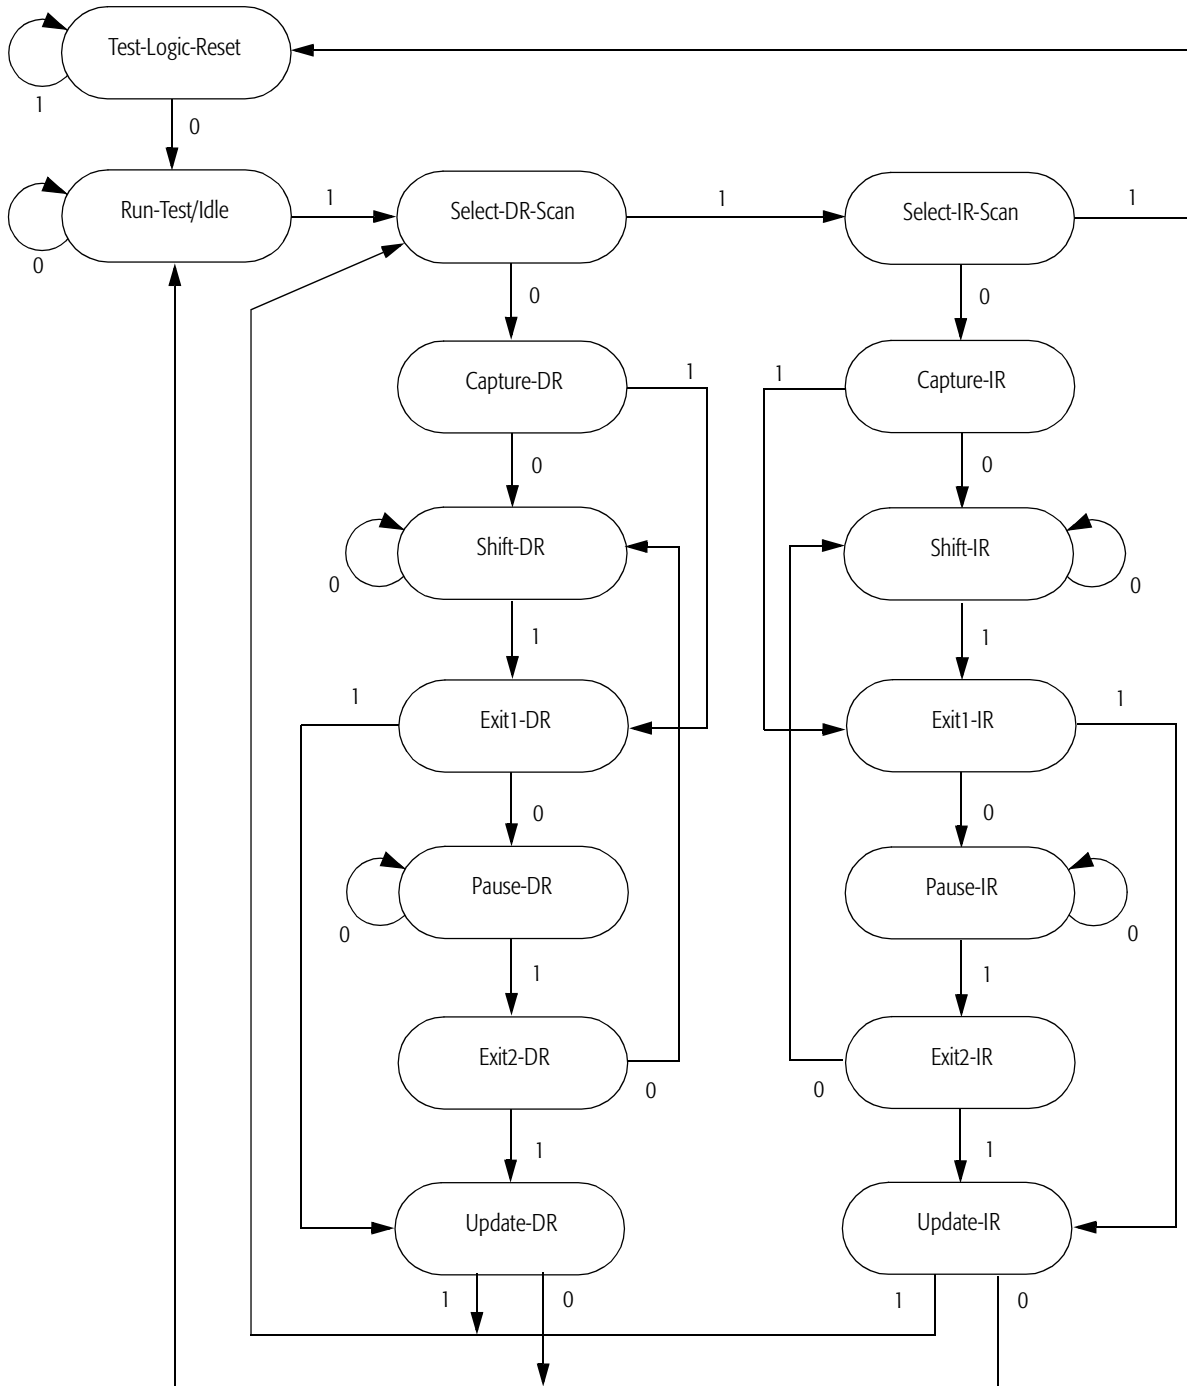 Test-Logic-Reset
1
0
Run-Test/Idle
1
Select-DR-Scan
1
Select-IR-Scan
1
0
0
0
Capture-DR
1
1
Capture-IR
0
0
Shift-DR
Shift-IR
0
0
1
1
1
Exit1-DR
Exit1-IR
1
0
0
Pause-DR
Pause-IR
0
0
1
1
Exit2-DR
Exit2-IR
0
0
1
1
Update-DR
Update-IR
1
0
1
0